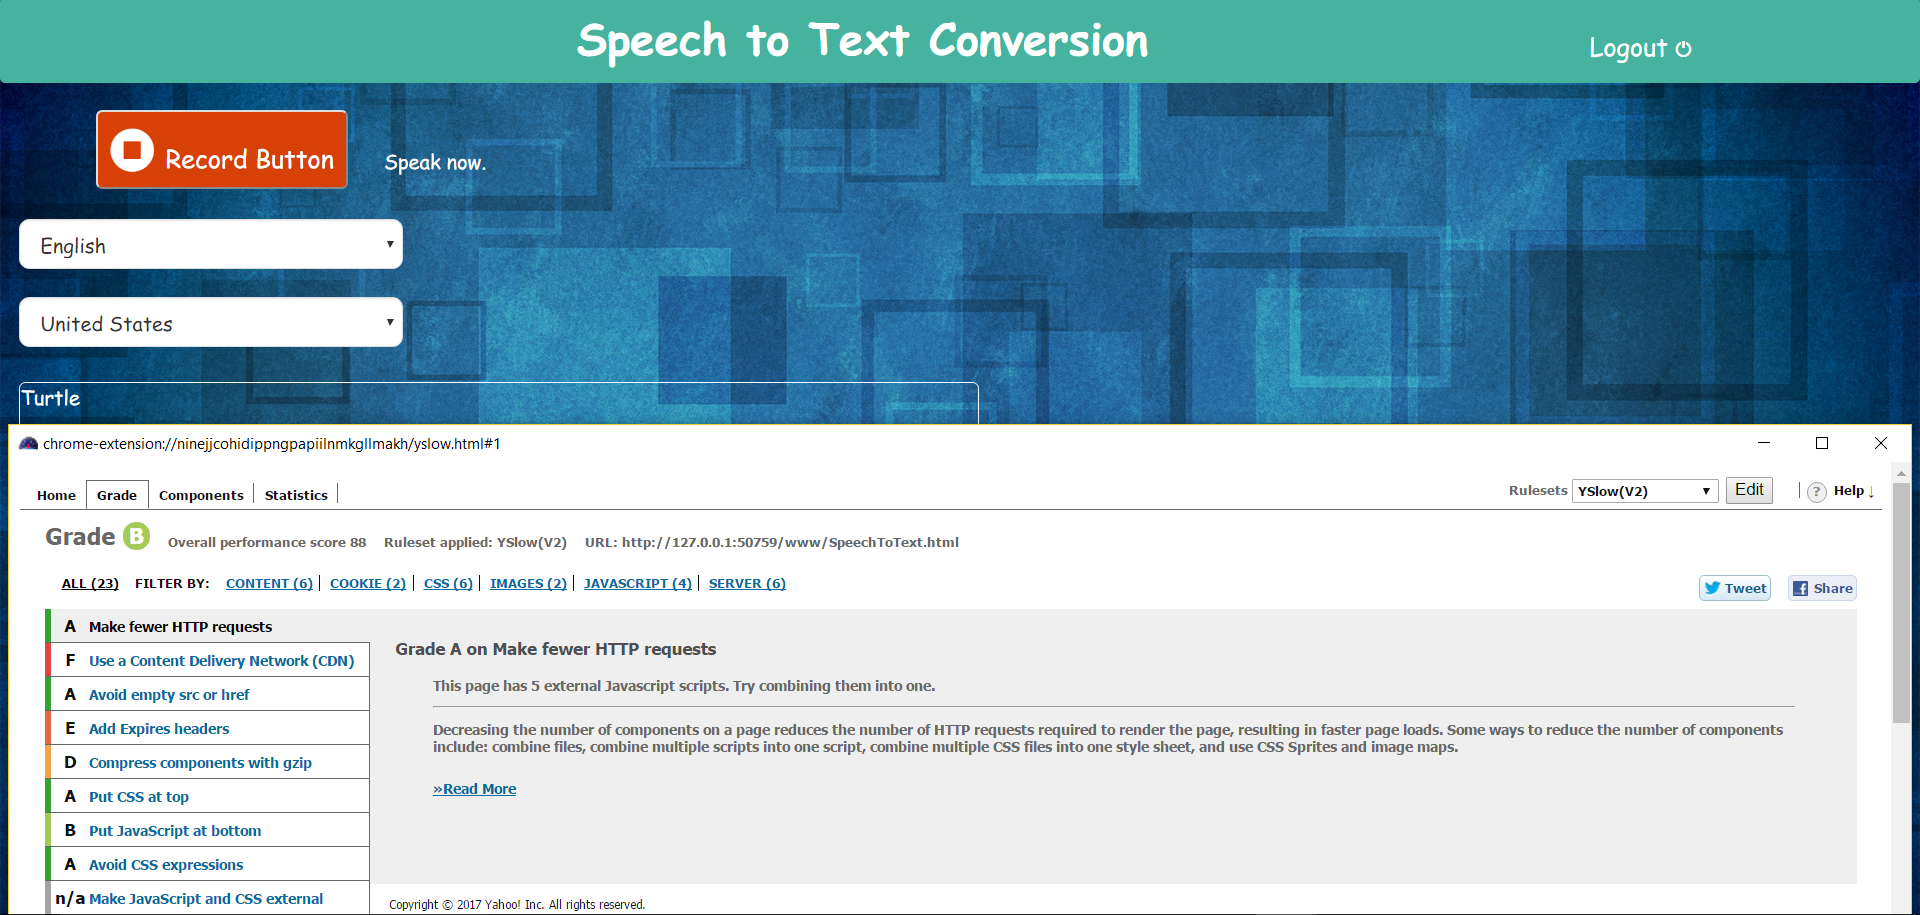 Speech to Text Conversion
Logout
Record Button
Speak now.
English
United States
Turtle
chrome-extension://ninejjcohidippngpapiilnmkgllmakh/yslow.html#1
Home Grade Components Statistics
Rulesets YSlow(V2) Edit ? Help ↓
Grade B Overall performance score 88 Ruleset applied: YSlow(V2) URL: http://127.0.0.1:50759/www/SpeechToText.html
ALL (23) FILTER BY: CONTENT (6) COOKIE (2) CSS (6) IMAGES (2) JAVASCRIPT (4) SERVER (6)
Tweet Share
A Make fewer HTTP requests
F Use a Content Delivery Network (CDN)
A Avoid empty src or href
E Add Expires headers
D Compress components with gzip
A Put CSS at top
B Put JavaScript at bottom
A Avoid CSS expressions
n/a Make JavaScript and CSS external
Grade A on Make fewer HTTP requests
This page has 5 external Javascript scripts. Try combining them into one.
Decreasing the number of components on a page reduces the number of HTTP requests required to render the page, resulting in faster page loads. Some ways to reduce the number of components
include: combine files, combine multiple scripts into one script, combine multiple CSS files into one style sheet, and use CSS Sprites and image maps.
»Read More
Copyright © 2017 Yahoo! Inc. All rights reserved.